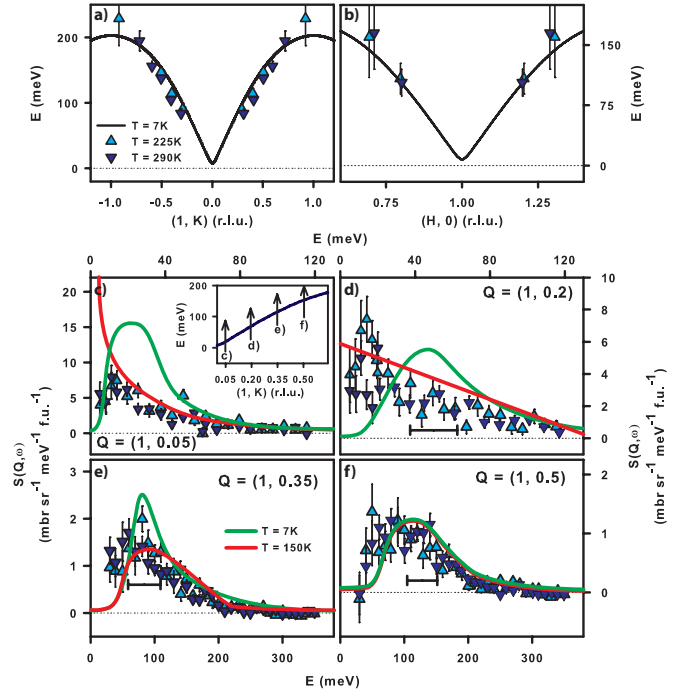 a)
b)
E (meV)
200
100
0
T = 7K
T = 225K
T = 290K
-1.0 -0.5 0.0 0.5 1.0
(1, K) (r.l.u.)
150
75
0
E (meV)
0.75 1.00 1.25
(H, 0) (r.l.u.)
E (meV)
0 40 80 120
0 40 80 120
c)
20
15
10
5
0
E (meV)
200
100
0
c)
d)
e)
f)
0.05 0.20 0.35 0.50
(1, K) (r.l.u.)
Q = (1, 0.05)
d)
Q = (1, 0.2)
10
8
6
4
2
0
S(Q,ω)
(mbr sr⁻¹ meV⁻¹ f.u.⁻¹)
S(Q,ω)
(mbr sr⁻¹ meV⁻¹ f.u.⁻¹)
e)
Q = (1, 0.35)
3
2
1
0
T = 7K
T = 150K
0 100 200 300
f)
Q = (1, 0.5)
2
1
0
0 100 200 300
E (meV)